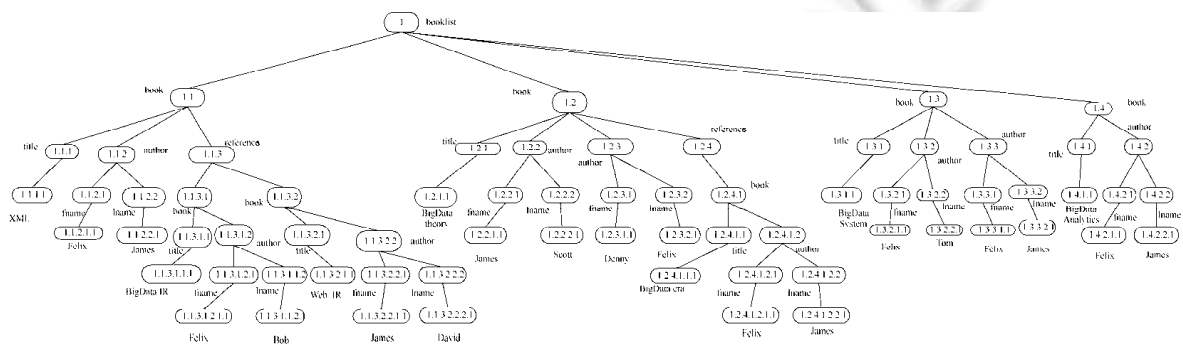 1 booklist
book 1.1
1.2
book 1.3
1.4 book
title 1.1.1
1.1.2 author
1.1.3 reference
title 1.2.1
1.2.2 author
author 1.2.3
reference 1.2.4
title 1.3.1
1.3.2 author
author 1.3.3
title 1.4.1
author 1.4.2
1.1.1.1
1.1.2.1
1.1.2.2
1.1.3.1
1.1.3.2
1.2.1.1
1.2.2.1
1.2.2.2
1.2.3.1
1.2.3.2
1.2.4.1
book
1.3.1.1
1.3.2.1
1.3.2.2
1.3.3.1
1.3.3.2
1.4.1.1
1.4.2.1
1.4.2.2
XML
fname
lname
book
book
BigData theory
fname
lname
fname
lname
BigData System
fname
lname
fname
lname
BigData Analytics
fname
lname
1.1.2.1.1
1.1.2.2.1
1.1.3.1.1
1.1.3.1.2
author
1.1.3.2.1
1.1.3.2.2
author
1.2.2.1.1
1.2.2.2.1
1.2.3.1.1
1.2.3.2.1
1.2.4.1.1
title
1.2.4.1.2
author
1.3.2.1.1
1.3.2.2.1
1.3.3.1.1
1.3.3.2.1
1.4.2.1.1
1.4.2.2.1
Felix
James
title
title
James
Scott
Denny
Felix
Felix
Tom
Felix
James
Felix
James
1.1.3.1.1.1
1.1.3.1.2.1
1.1.3.2.1.1
1.1.3.2.2.1
1.1.3.2.2.2
1.2.4.1.1.1
1.2.4.1.2.1
1.2.4.1.2.2
BigData IR
fname
lname
Web IR
fname
lname
BigData era
fname
lname
1.1.3.1.2.1.1
1.1.3.2.2.1.1
1.1.3.2.2.2.1
1.2.4.1.2.1.1
1.2.4.1.2.2.1
Felix
Bob
James
David
Felix
James